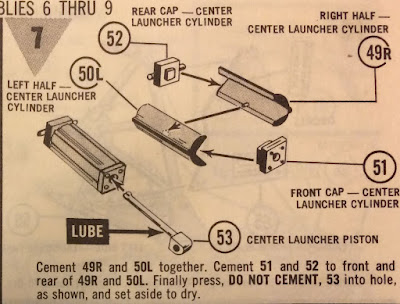 BLIES 6 THRU 9
7
REAR CAP — CENTER
LAUNCHER CYLINDER
52
RIGHT HALF —
CENTER LAUNCHER CYLINDER
49R
LEFT HALF —
CENTER LAUNCHER
CYLINDER
50L
51
FRONT CAP — CENTER
LAUNCHER CYLINDER
LUBE
53
CENTER LAUNCHER PISTON
Cement 49R and 50L together. Cement 51 and 52 to front and
rear of 49R and 50L. Finally press, DO NOT CEMENT, 53 into hole,
as shown, and set aside to dry.